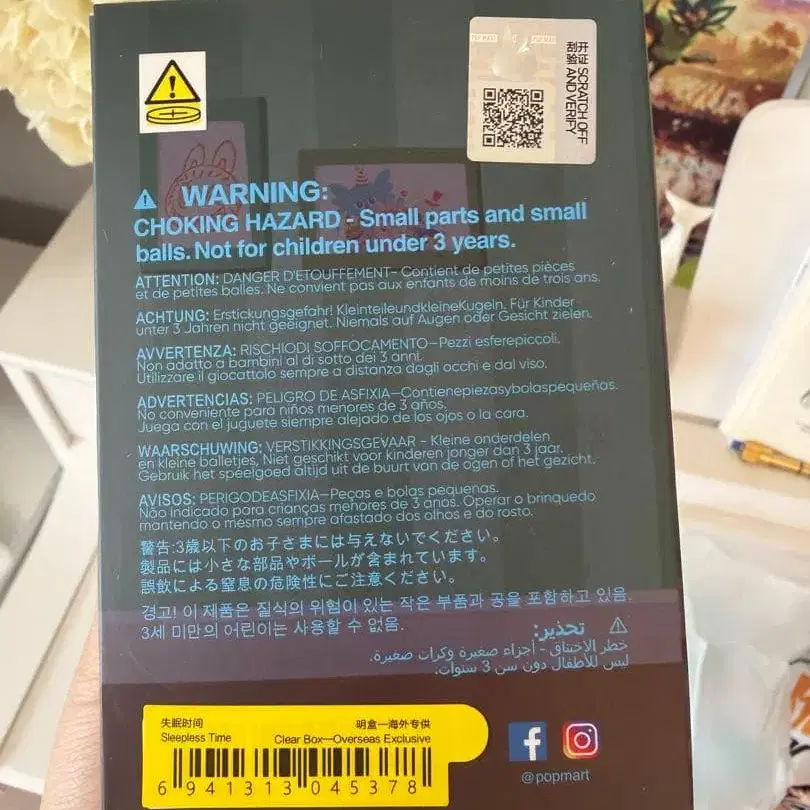 POP MART
POP MART
开证 SCRATCH OFF
刮验 AND VERIFY
WARNING:
CHOKING HAZARD - Small parts and small
balls. Not for children under 3 years.
ATTENTION: DANGER D'ETOUFFEMENT- Contient de petites pièces
et de petites balles. Ne convient pas aux enfants de moins de trois ans.
ACHTUNG: Erstickungsgefahr! KleinteileundkleineKugeln. Für Kinder
unter 3 Jahren nicht geeignet. Niemals auf Augen oder Gesicht zielen.
AVVERTENZA: RISCHIODI SOFFOCAMENTO-Pezzi esferepiccoli.
Non adatto a bambini al di sotto dei 3 anni.
Utilizzare il giocattolo sempre a distanza dagli occhi e dal viso.
ADVERTENCIAS: PELIGRO DE ASFIXIA-Contienepiezasybolaspequeñas.
No conveniente para niños menores de 3 años.
Juega con el juguete siempre alejado de los ojos o la cara.
WAARSCHUWING: VERSTIKKINGSGEVAAR - Kleine onderdelen
en kleine balletjes, Niet geschikt voor kinderen jonger dan 3 jaar.
Gebruik het speelgoed altijd uit de buurt van de ogen of het gezicht.
AVISOS: PERIGODEASFIXIA-Peças e bolas pequenas.
Não indicado para crianças menores de 3 anos. Operar o brinquedo
mantendo o mesmo sempre afastado dos olhos e do rosto.
警告:3歳以下のお子さまには与えないでください。
製品には小さな部品やボールが含まれています。
誤飲による窒息の危険性にご注意ください。
경고! 이 제품은 질식의 위험이 있는 작은 부품과 공을 포함하고 있음.
3세 미만의 어린이는 사용할 수 없음.
تحذير:
خطر الاختناق - أجزاء صغيرة وكرات صغيرة.
ليس للأطفال دون سن 3 سنوات.
失眠时间
明盒—海外专供
Sleepless Time
Clear Box—Overseas Exclusive
6 941313 045378
@popmart